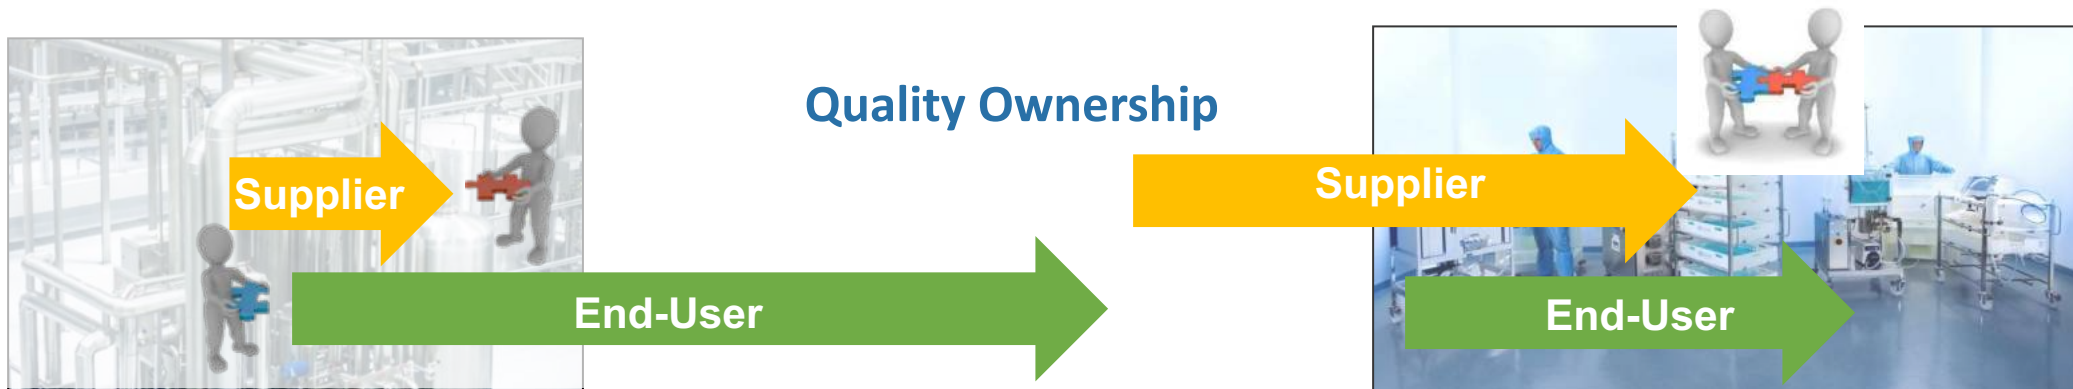 Quality Ownership
Supplier
Supplier
End-User
End-User